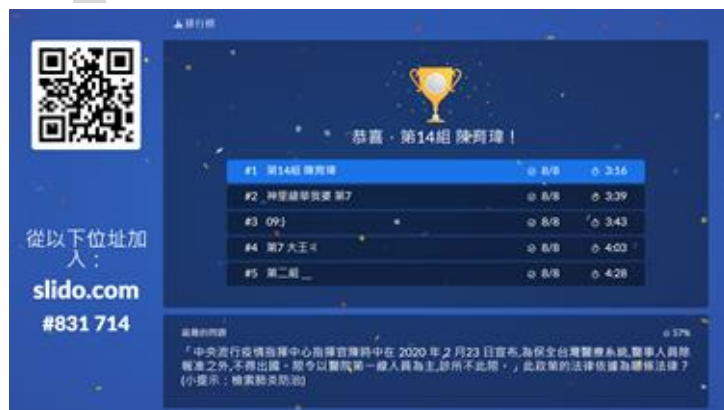 排行榜
恭喜，第14組 陳育瑋！
#1 第14組 陳育瑋 8/8 3:16
#2 神里綾華我婆 第7 8/8 3:39
#3 09:} 8/8 3:43
#4 第7 大王 8/8 4:03
#5 第二組__ 8/8 4:28
從以下位址加
入：
slido.com
#831 714
最難的問題 57%
「中央流行疫情指揮中心指揮官陳時中在 2020 年 2 月23 日宣布,為保全台灣醫療系統,醫事人員除
報准之外,不得出國。限令以醫院第一線人員為主,診所不此限。」此政策的法律依據為哪條法律？
(小提示：檢索肺炎防治)